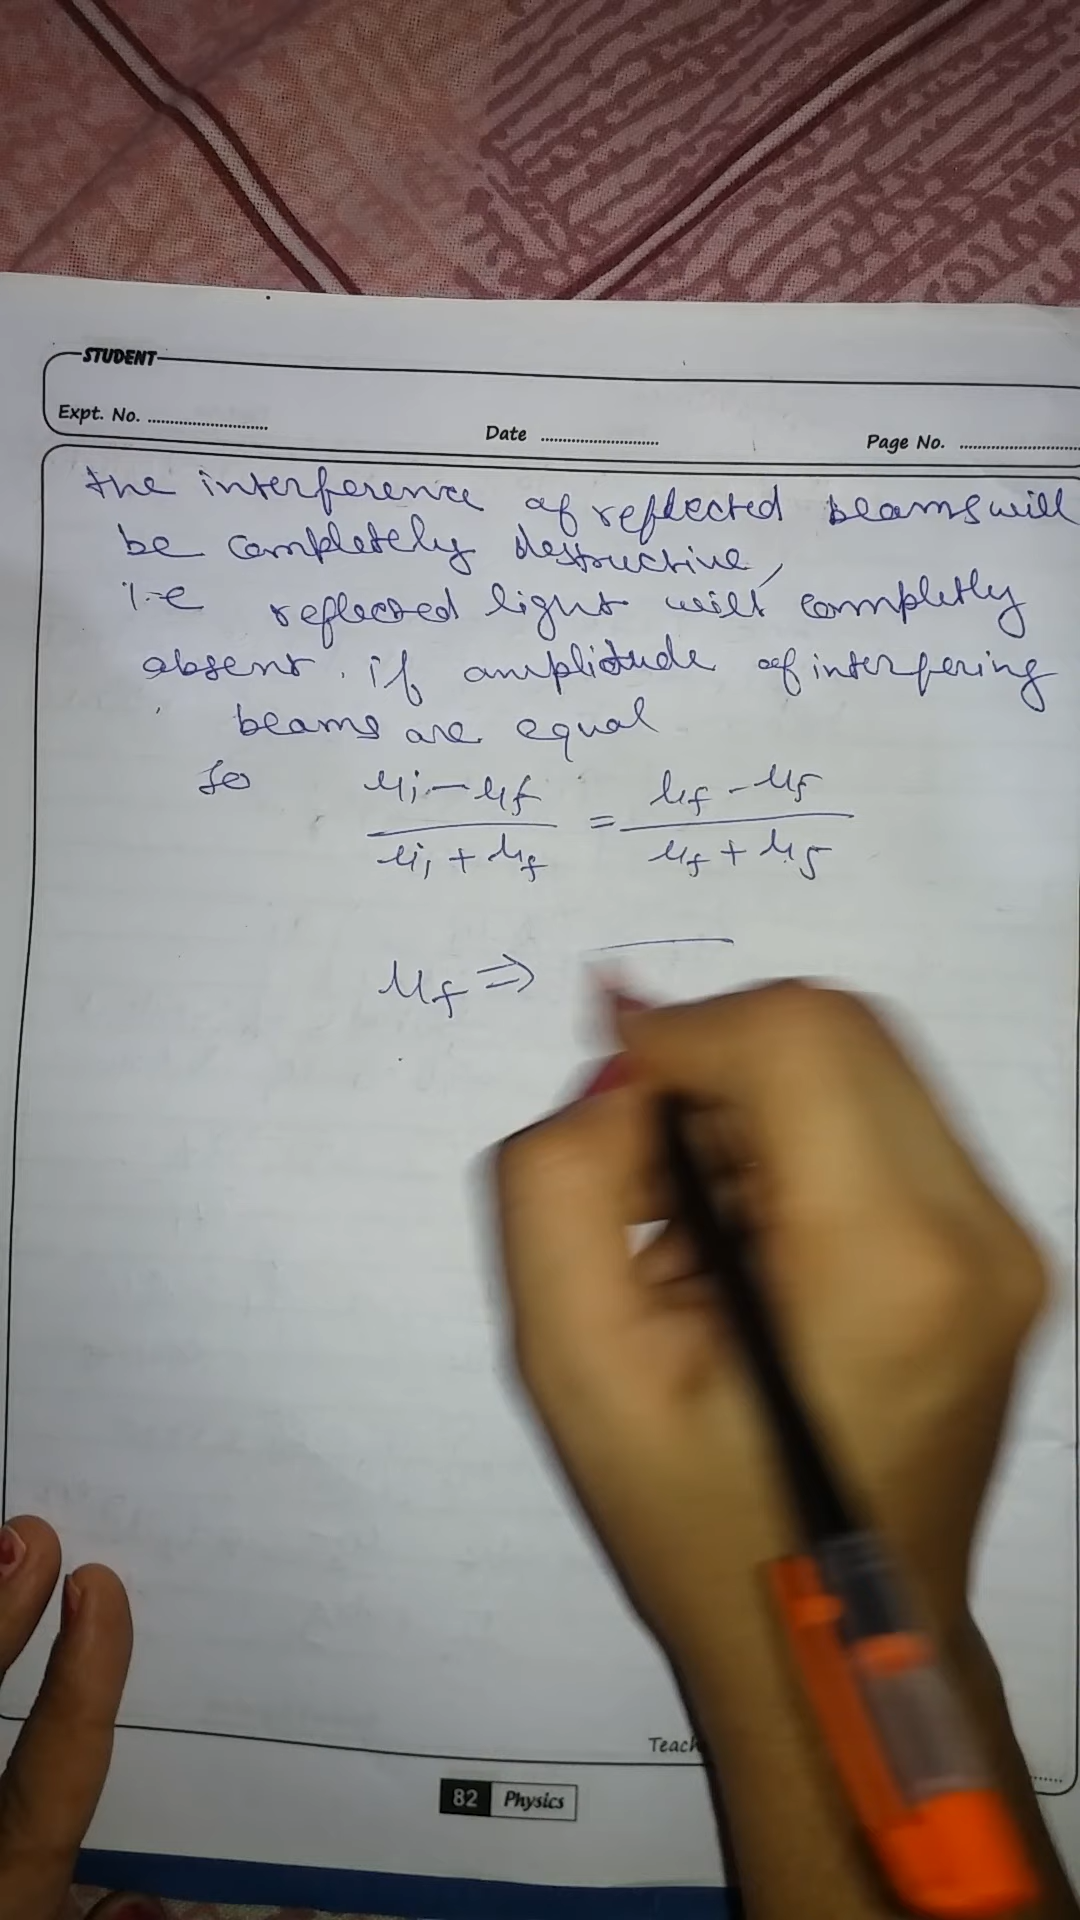 STUDENT
Expt. No. ..........................
Date ..........................
Page No. ..........................
the interference of reflected beams will
be completely destructive,
i.e reflected light will completly
absent. if amplitude of interfering
beams are equal
So μi - μf / μi + μf = μf - μs / μf + μs
μf ⇒
82 Physics